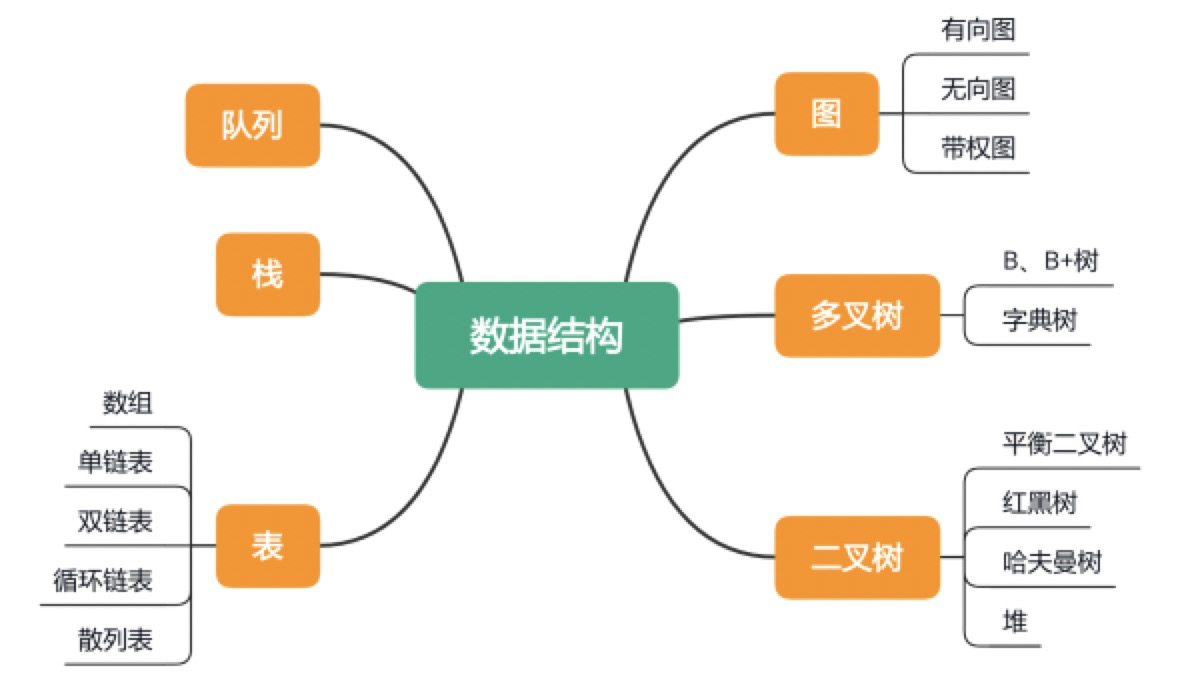 数据结构
队列
栈
表
数组
单链表
双链表
循环链表
散列表
图
有向图
无向图
带权图
多叉树
B、B+树
字典树
二叉树
平衡二叉树
红黑树
哈夫曼树
堆